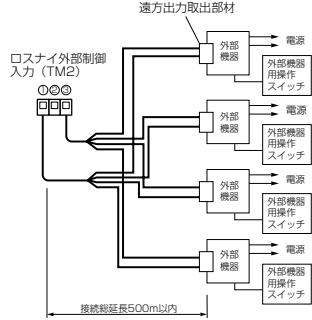 遠方出力取出部材
ロスナイ外部制御
入力（TM2）
①②③
外部
機器
電源
外部機器
用操作
スイッチ
外部
機器
電源
外部機器
用操作
スイッチ
外部
機器
電源
外部機器
用操作
スイッチ
外部
機器
電源
外部機器
用操作
スイッチ
接続総延長500m以内